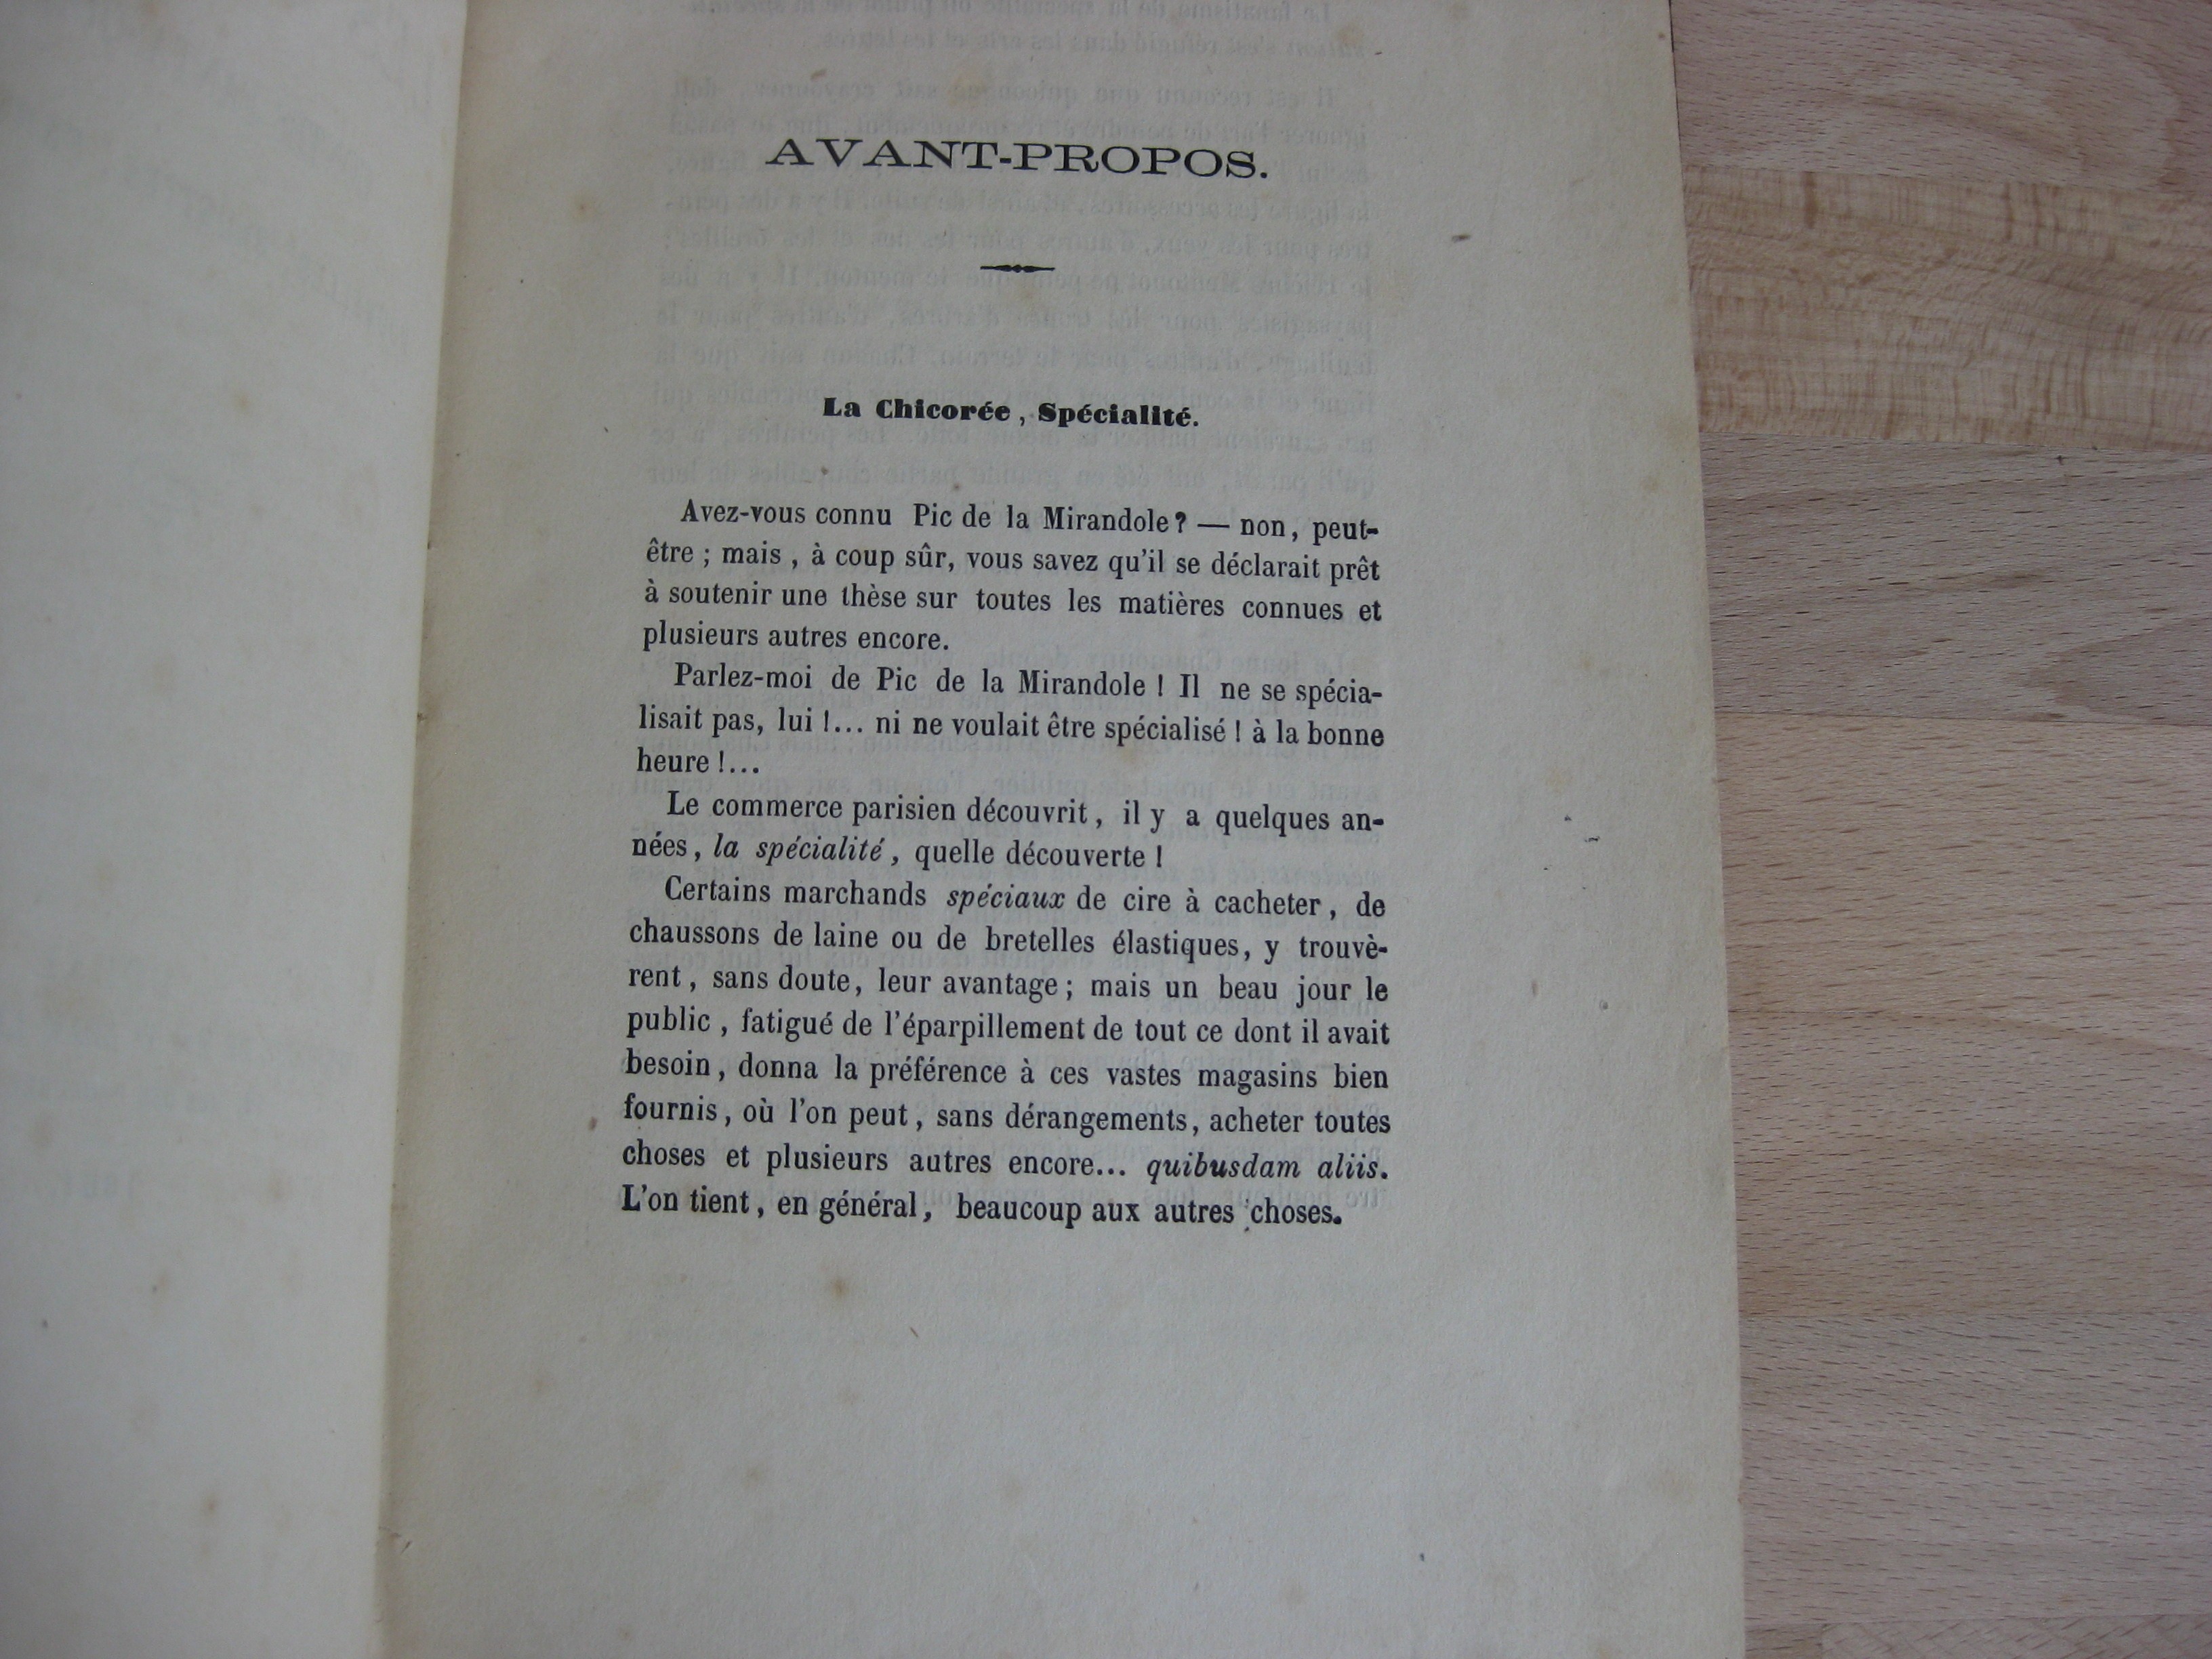 AVANT-PROPOS.
La Chicorée, Spécialité.
Avez-vous connu Pic de la Mirandole? — non, peut-
être ; mais, à coup sûr, vous savez qu'il se déclarait prêt
à soutenir une thèse sur toutes les matières connues et
plusieurs autres encore.
Parlez-moi de Pic de la Mirandole ! Il ne se spécia-
lisait pas, lui !... ni ne voulait être spécialisé ! à la bonne
heure !...
Le commerce parisien découvrit, il y a quelques an-
nées, la spécialité, quelle découverte !
Certains marchands spéciaux de cire à cacheter, de
chaussons de laine ou de bretelles élastiques, y trouvè-
rent, sans doute, leur avantage ; mais un beau jour le
public, fatigué de l'éparpillement de tout ce dont il avait
besoin, donna la préférence à ces vastes magasins bien
fournis, où l'on peut, sans dérangements, acheter toutes
choses et plusieurs autres encore... quibusdam aliis.
L'on tient, en général, beaucoup aux autres choses.